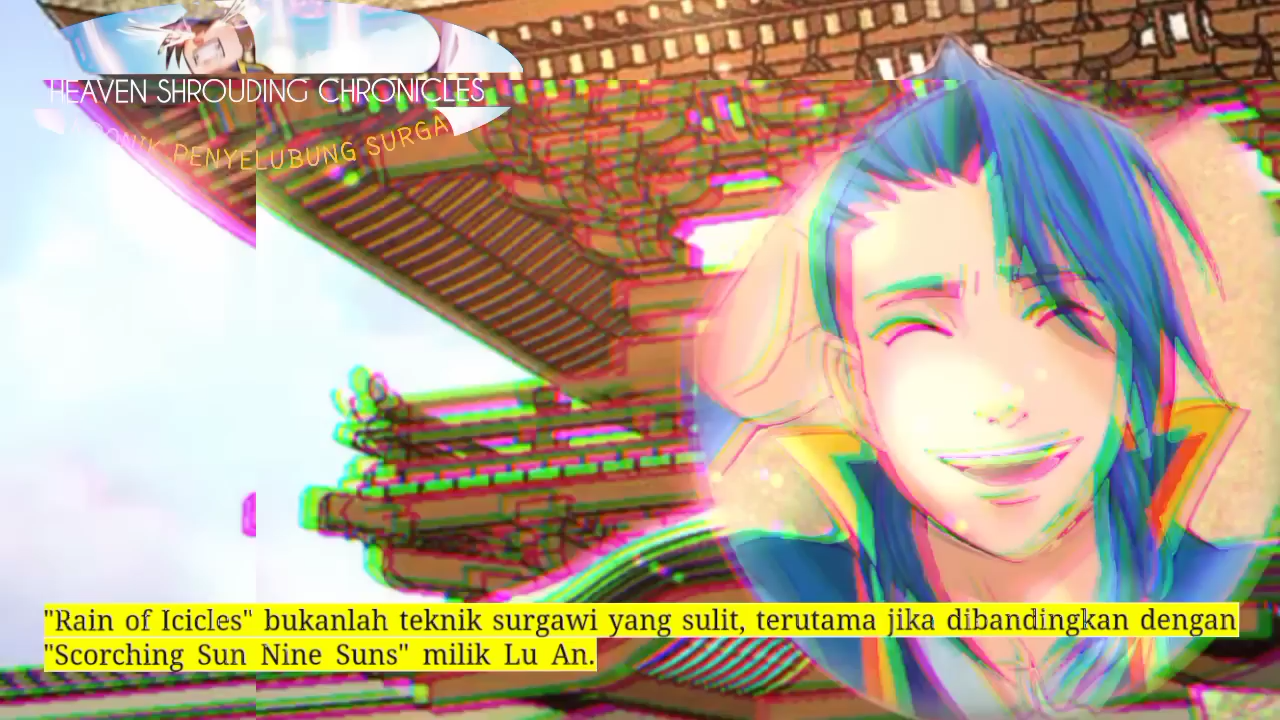 HEAVEN SHROUDING CHRONICLES
PENYELUBUNG SURGA
"Rain of Icicles" bukanlah teknik surgawi yang sulit, terutama jika dibandingkan dengan
"Scorching Sun Nine Suns" milik Lu An.